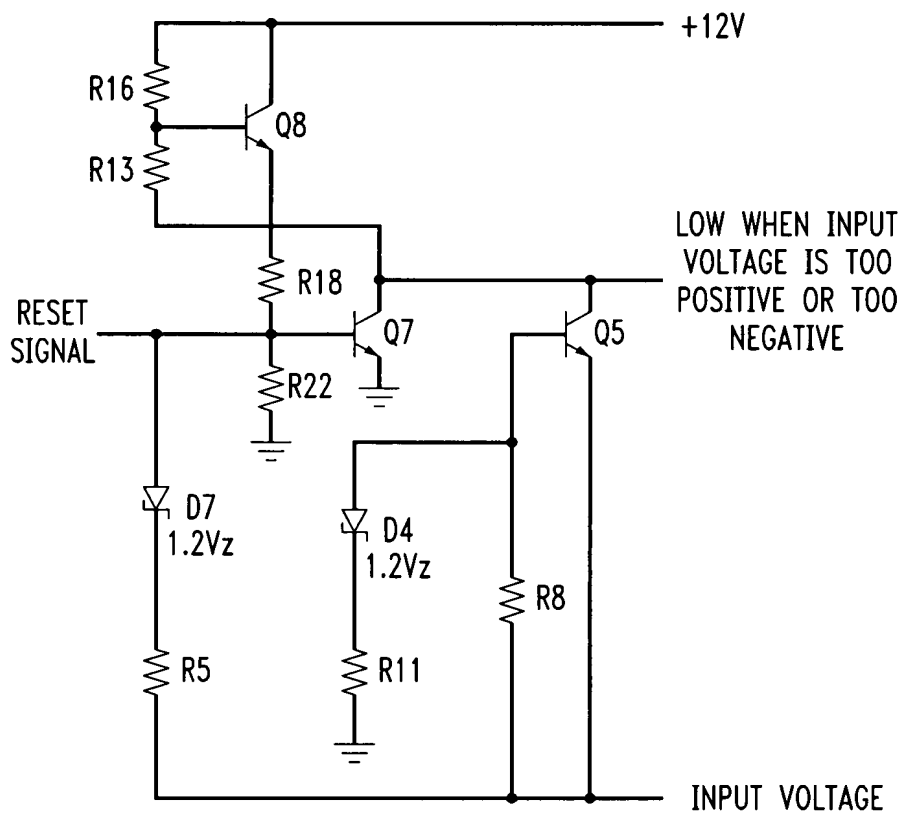 +12V
R16
Q8
R13
LOW WHEN INPUT
VOLTAGE IS TOO
POSITIVE OR TOO
NEGATIVE
R18
RESET
SIGNAL
Q7
Q5
R22
D7
1.2Vz
D4
1.2Vz
R8
R5
R11
INPUT VOLTAGE